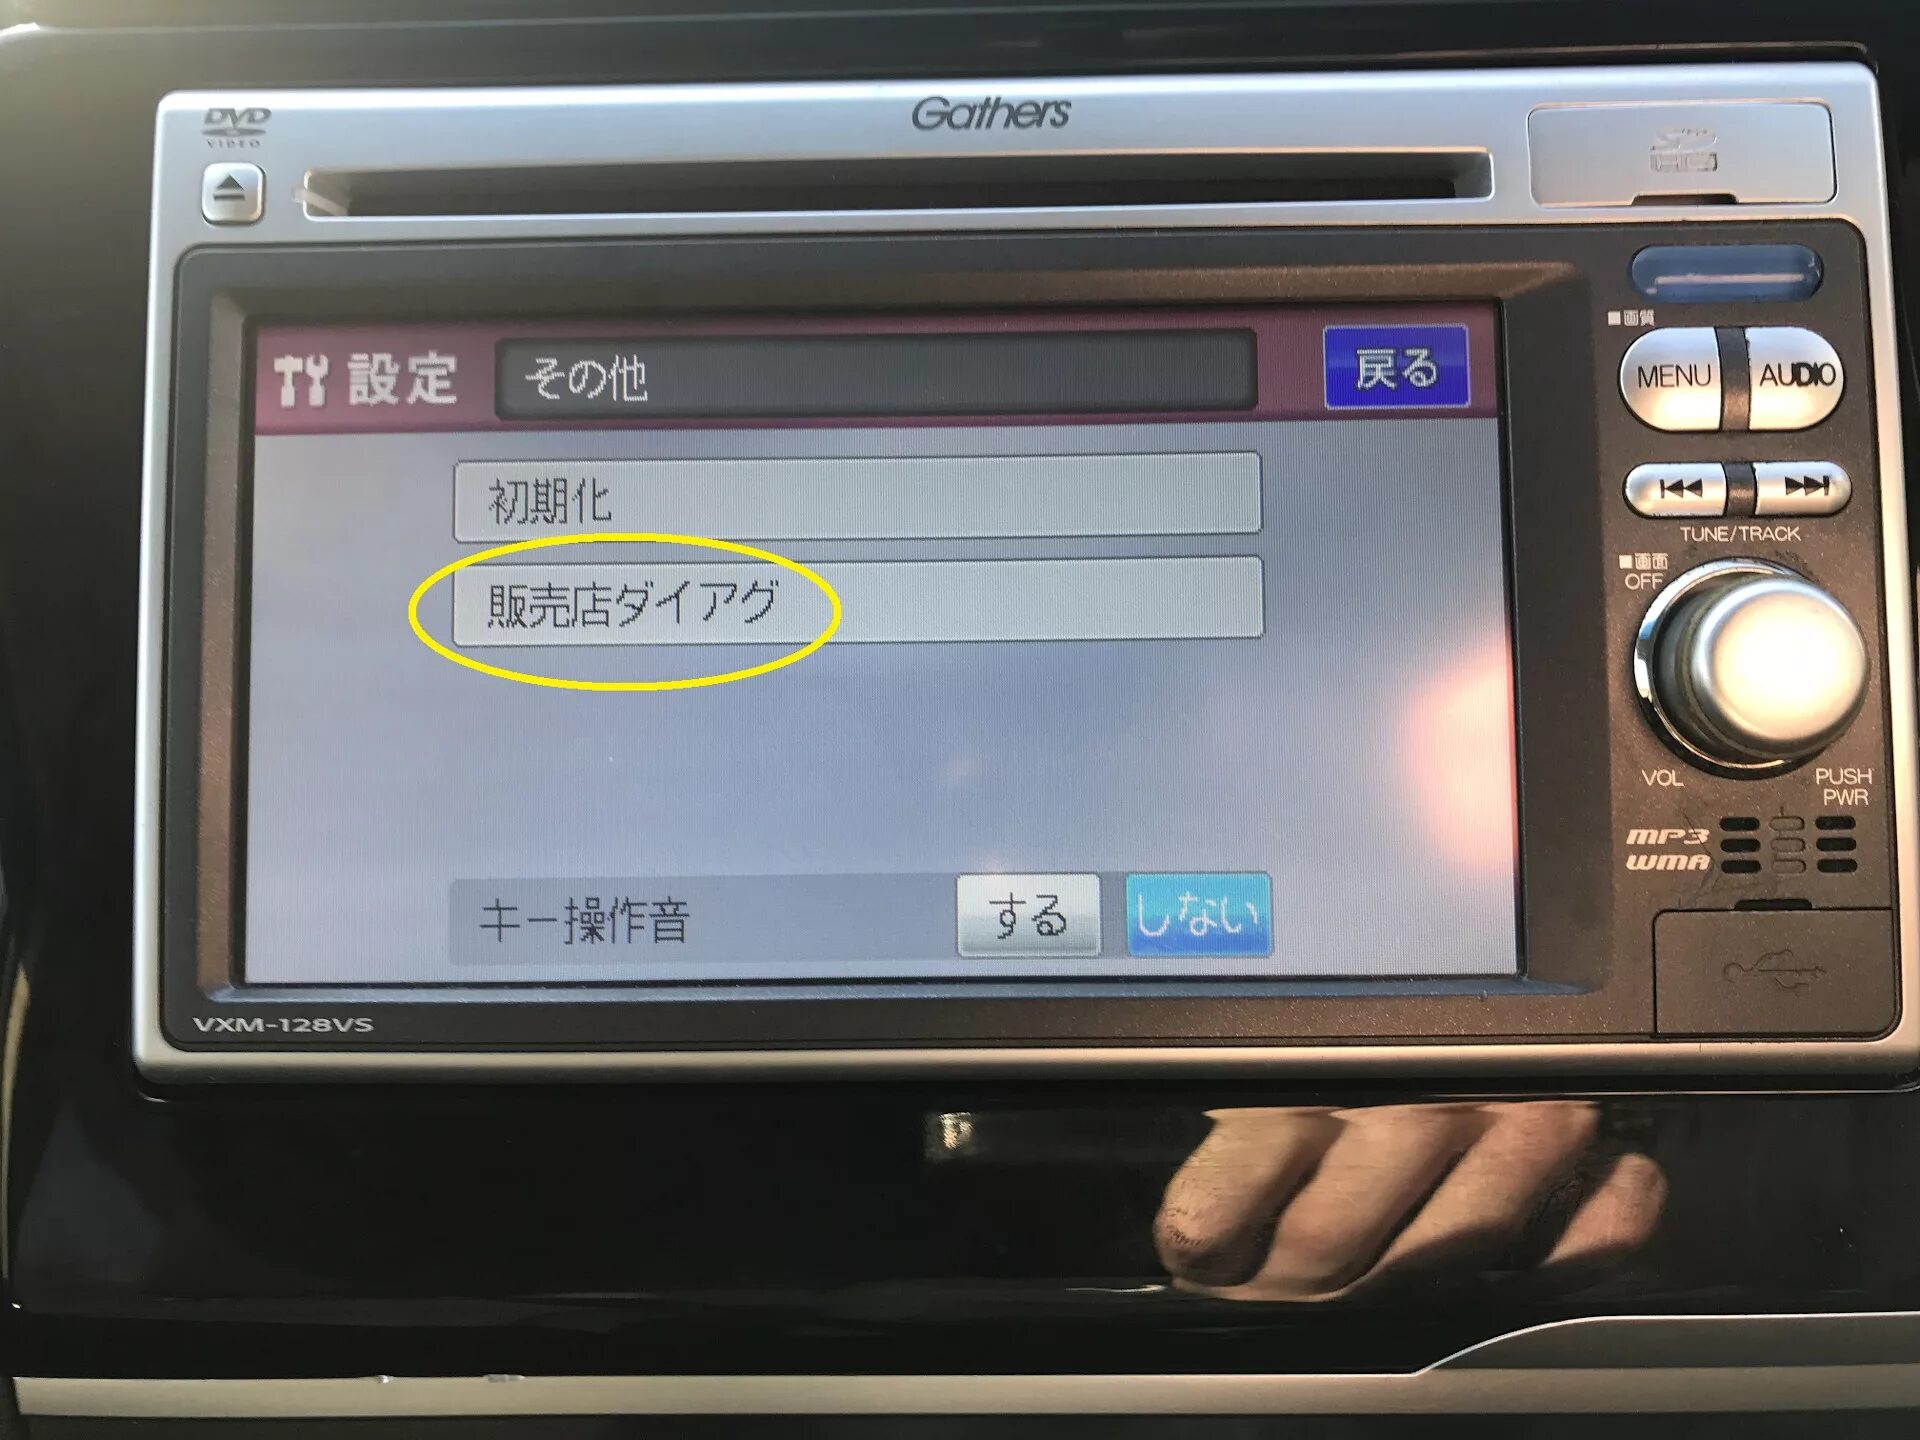 DVD
VIDEO
Gathers
SD
HC
設定 その他 戻る
初期化
販売店ダイアグ
キー操作音 する しない
VXM-128VS
■画質
MENU AUDIO
TUNE/TRACK
■画面
OFF
VOL
PUSH
PWR
MP3
WMA